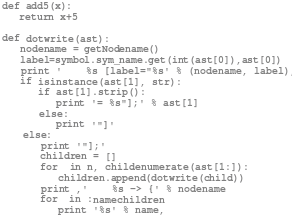 def add5(x):
return x+5
def dotwrite(ast):
nodename = getNodename()
label=symbol.sym_name.get(int(ast[0]),ast[0])
print ' %s [label="%s' % (nodename, label),
if isinstance(ast[1], str):
if ast[1].strip():
print '= %s"];' % ast[1]
else:
print '"]'
else:
print '"];'
children = []
for in n, childenumerate(ast[1:]):
children.append(dotwrite(child))
print ,' %s -> {' % nodename
for in :namechildren
print '%s' % name,